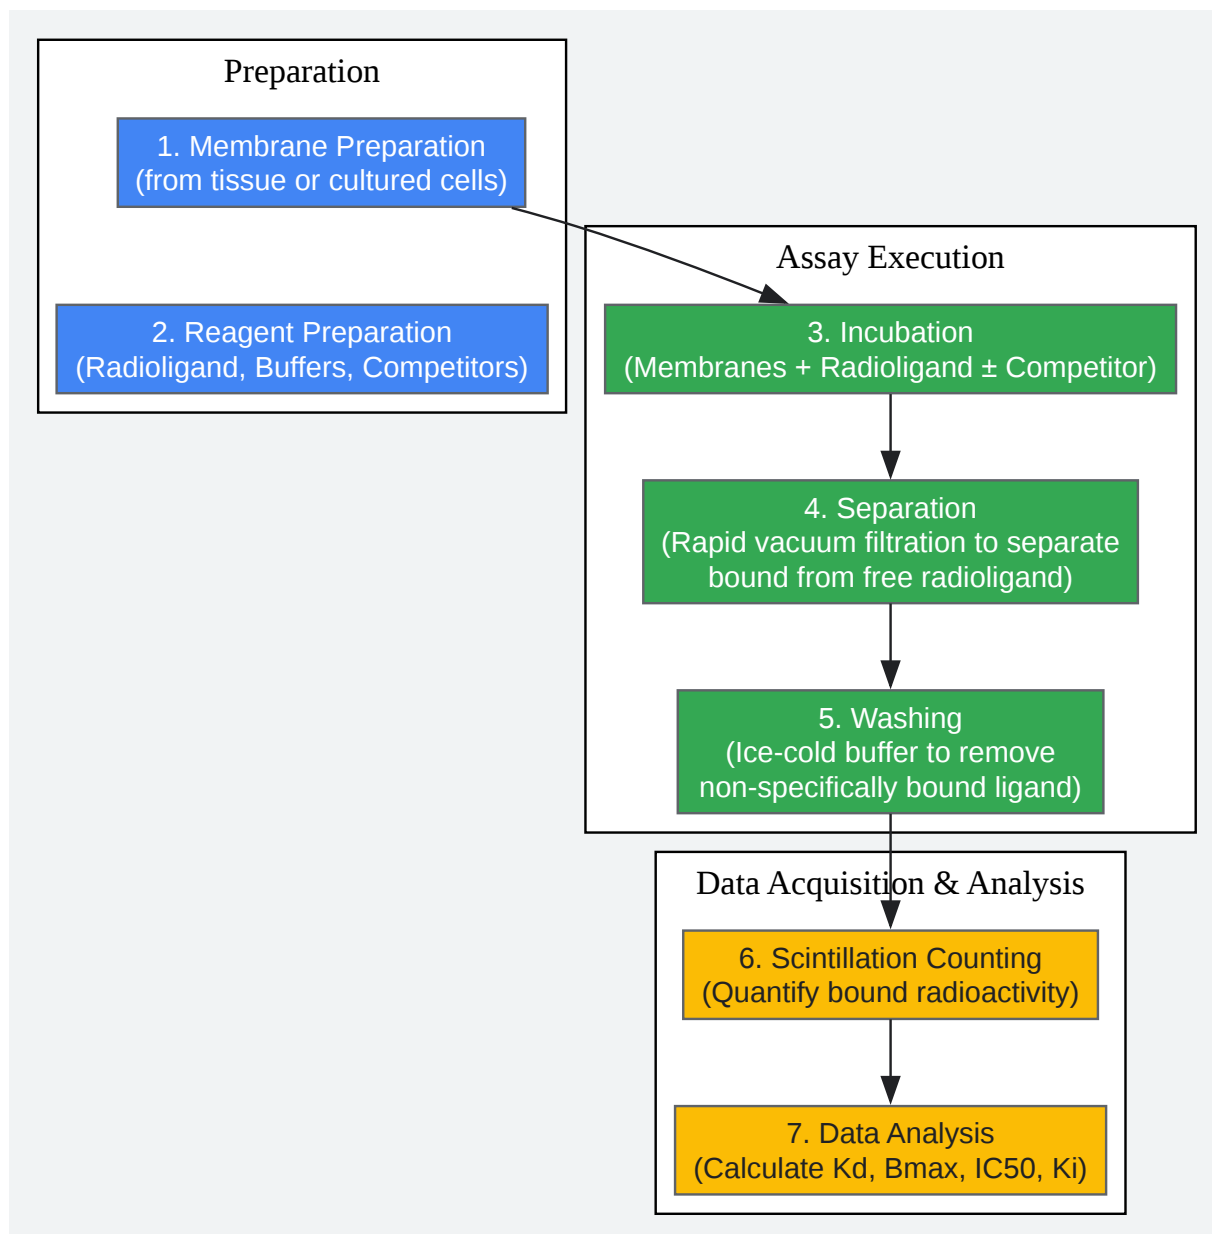 Preparation
1. Membrane Preparation
(from tissue or cultured cells)
2. Reagent Preparation
(Radioligand, Buffers, Competitors)
Assay Execution
3. Incubation
(Membranes + Radioligand ± Competitor)
4. Separation
(Rapid vacuum filtration to separate
bound from free radioligand)
5. Washing
(Ice-cold buffer to remove
non-specifically bound ligand)
Data Acquisition & Analysis
6. Scintillation Counting
(Quantify bound radioactivity)
7. Data Analysis
(Calculate Kd, Bmax, IC50, Ki)